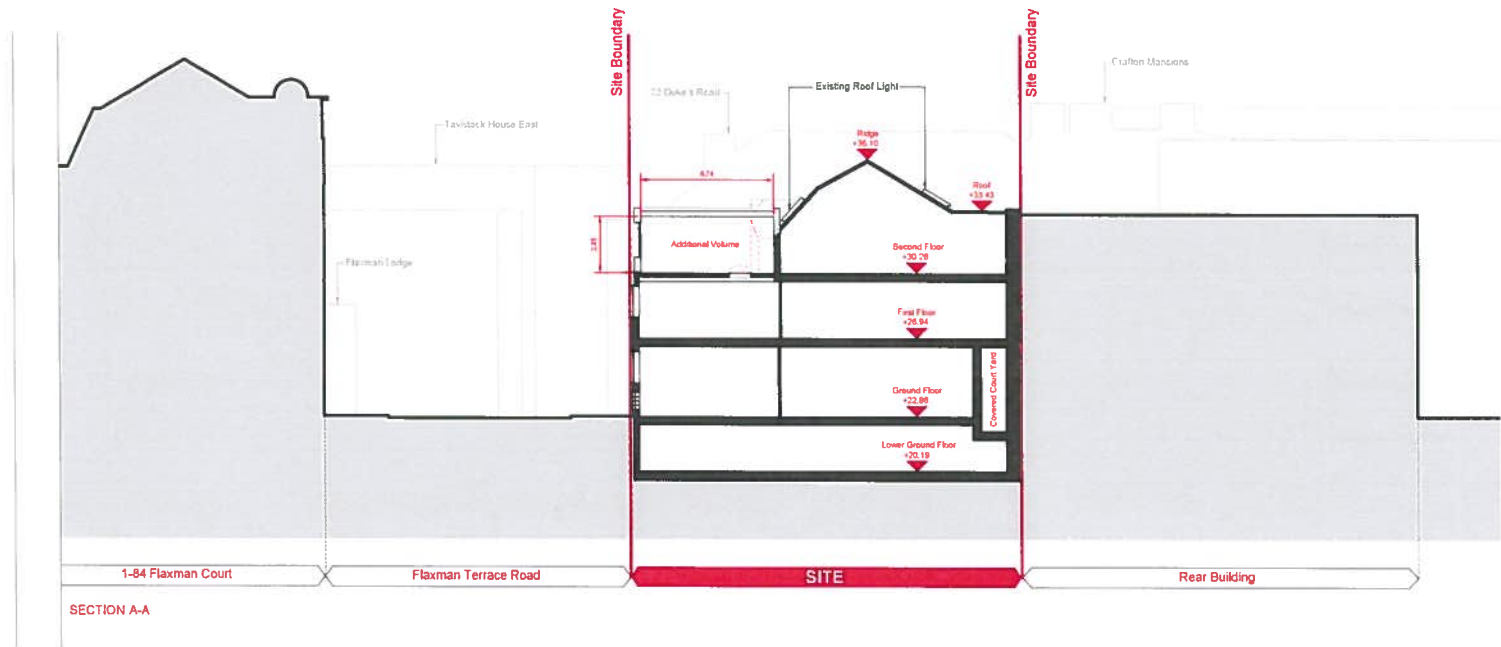 Site Boundary
Site Boundary
Crafton Mansions
22 Duke's Road
Existing Roof Light
Tavistock House East
Ridge
+36.10
Roof
+33.43
Additional Volume
Second Floor
+30.28
Flaxman Lodge
First Floor
+26.94
Covered Court Yard
Ground Floor
+22.86
Lower Ground Floor
+20.19
1-84 Flaxman Court
Flaxman Terrace Road
SITE
Rear Building
SECTION A-A